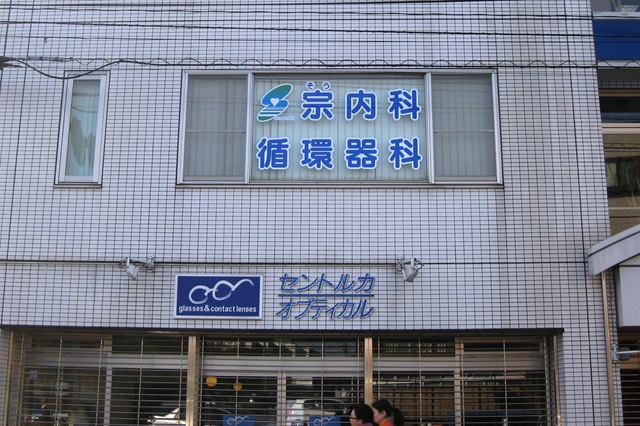 そう
宗内科
循環器科
セントルカ
オプティカル
glasses & contact lenses